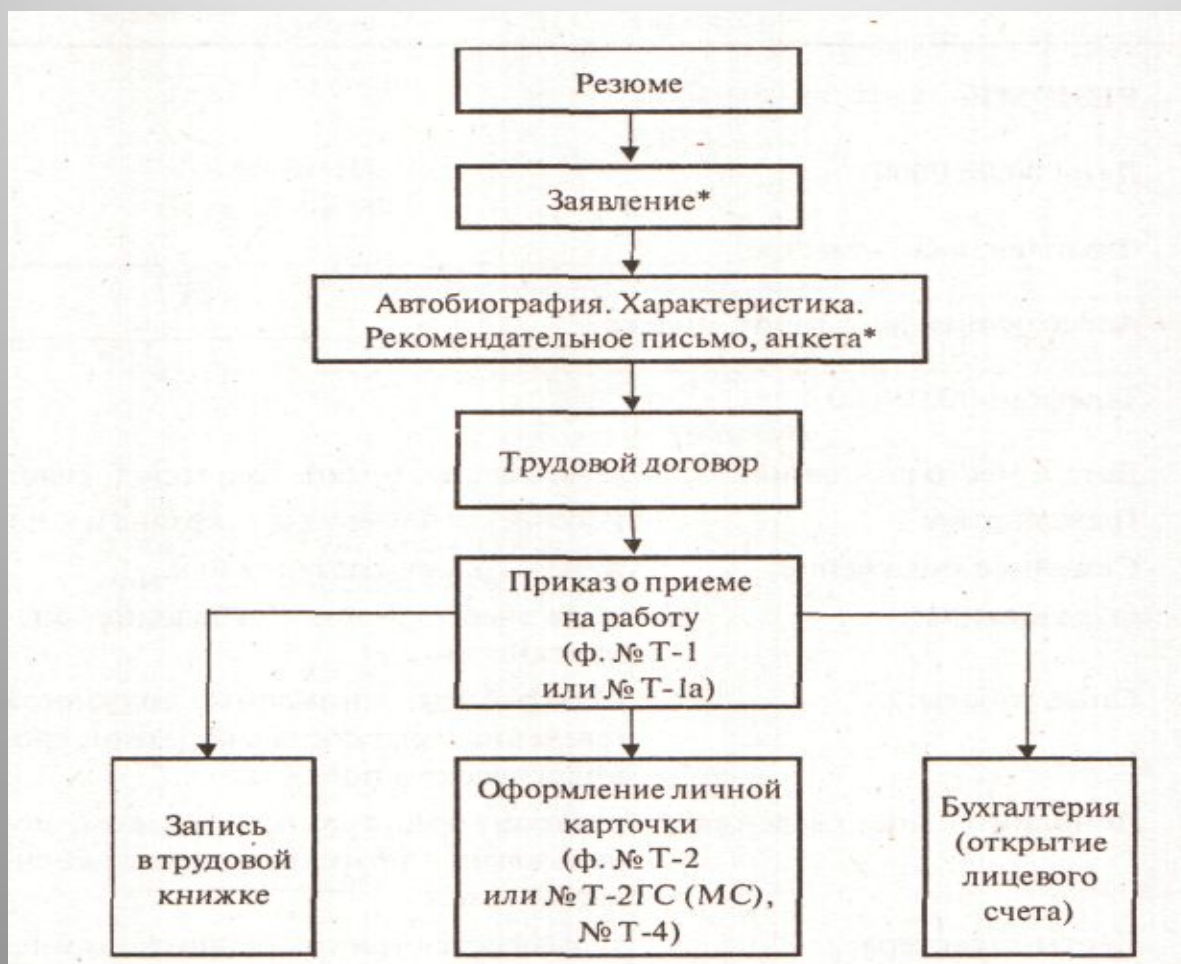 Резюме
Заявление*
Автобиография. Характеристика.
Рекомендательное письмо, анкета*
Трудовой договор
Приказ о приеме
на работу
(ф. № Т-1
или № Т-1а)
Запись
в трудовой
книжке
Оформление личной
карточки
(ф. № Т-2
или № Т-2ГС (МС),
№ Т-4)
Бухгалтерия
(открытие
лицевого
счета)